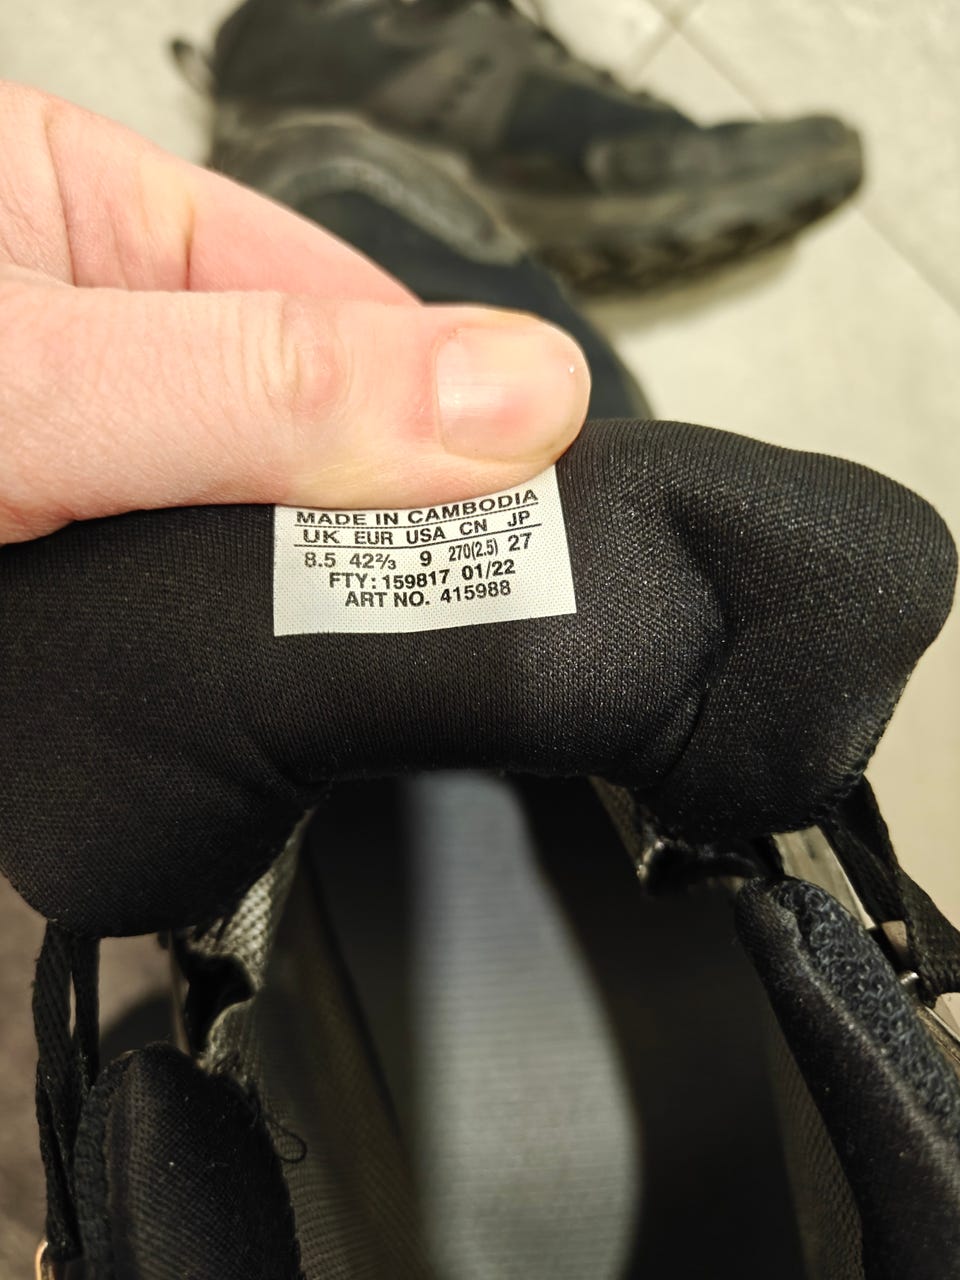 MADE IN CAMBODIA
UK EUR USA CN JP
8.5 42⅔ 9 270(2.5) 27
FTY: 159817 01/22
ART NO. 415988